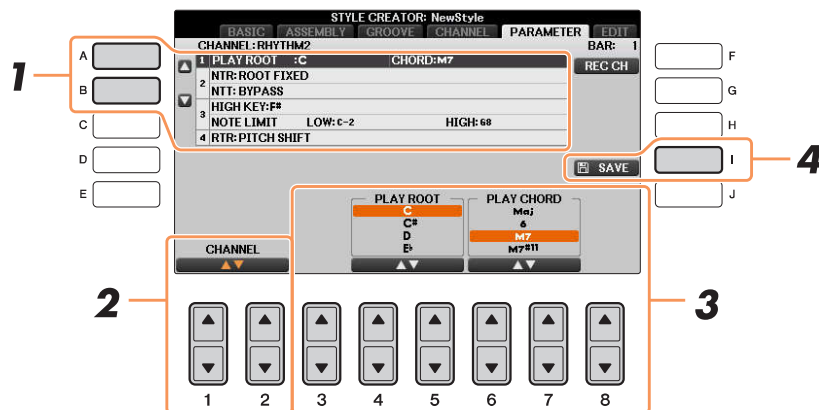 STYLE CREATOR: NewStyle
BASIC ASSEMBLY GROOVE CHANNEL PARAMETER EDIT
CHANNEL: RHYTHM2 BAR: 1
1 PLAY ROOT :C CHORD:M7
REC CH
2 NTR: ROOT FIXED
NTT: BYPASS
3 HIGH KEY:F#
NOTE LIMIT LOW: C-2 HIGH: G8
4 RTR: PITCH SHIFT
SAVE
PLAY ROOT
C
C#
D
E♭
PLAY CHORD
Maj
6
M7
M7#11
CHANNEL
A
B
C
D
E
F
G
H
I
J
1
2
3
4
1 2 3 4 5 6 7 8